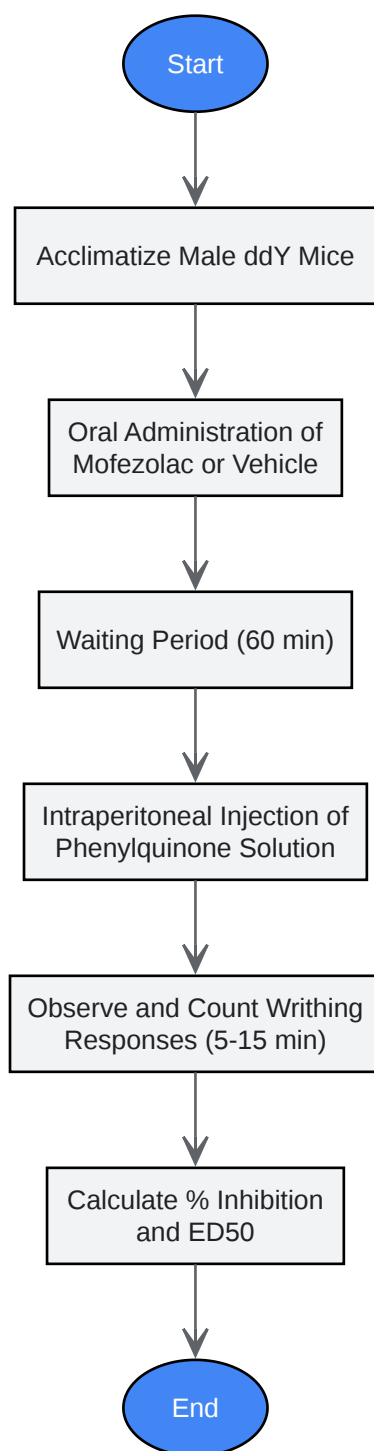 Start
Acclimatize Male ddY Mice
Oral Administration of
Mofezolac or Vehicle
Waiting Period (60 min)
Intraperitoneal Injection of
Phenylquinone Solution
Observe and Count Writhing
Responses (5-15 min)
Calculate % Inhibition
and ED50
End